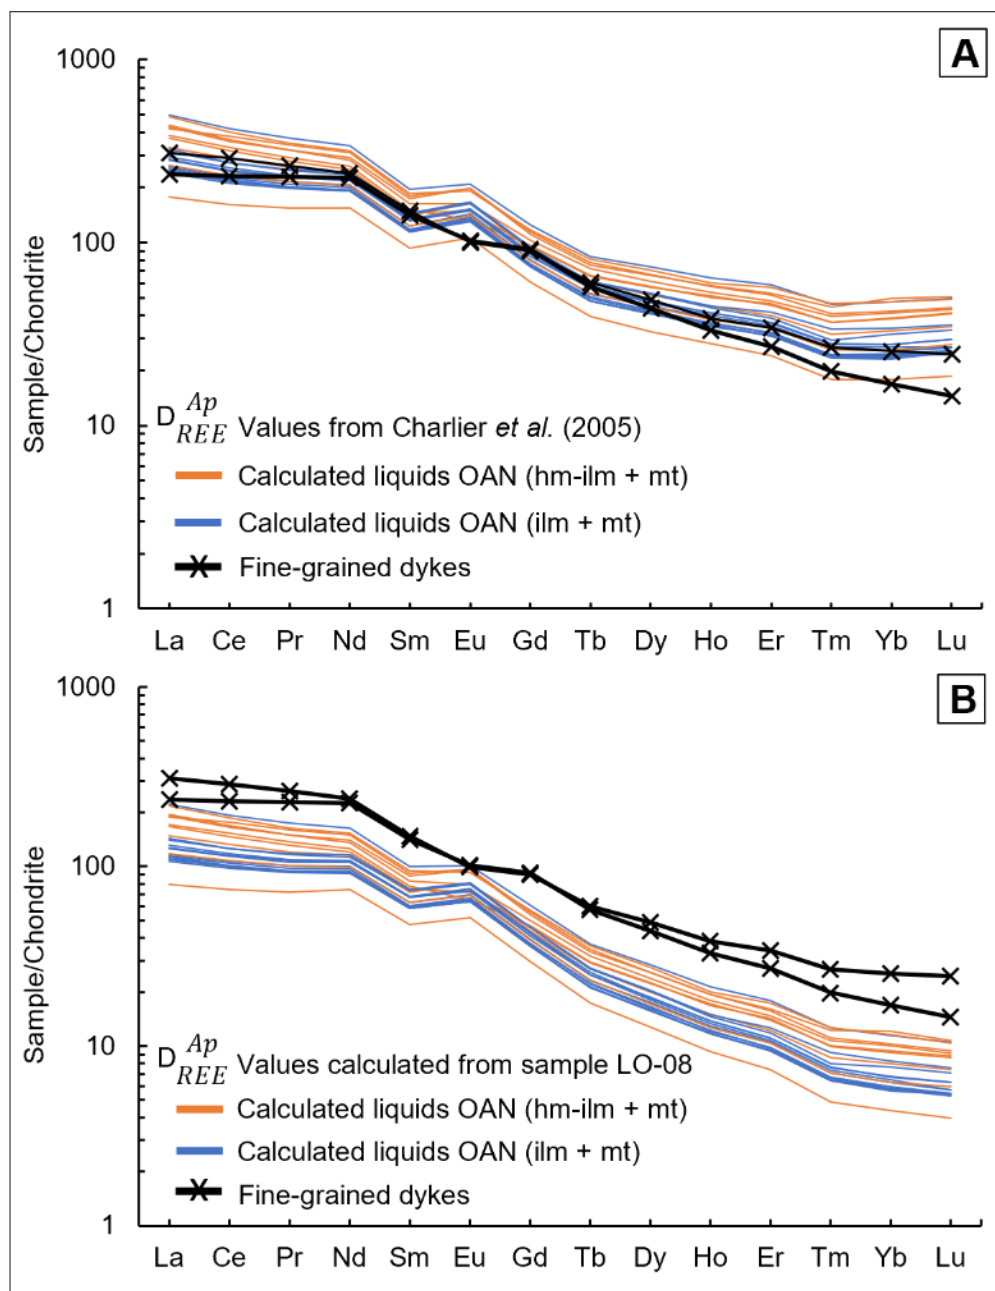 A
1000
100
10
1
Sample/Chondrite
D Ap REE Values from Charlier et al. (2005)
Calculated liquids OAN (hm-ilm + mt)
Calculated liquids OAN (ilm + mt)
Fine-grained dykes
La Ce Pr Nd Sm Eu Gd Tb Dy Ho Er Tm Yb Lu
B
1000
100
10
1
Sample/Chondrite
D Ap REE Values calculated from sample LO-08
Calculated liquids OAN (hm-ilm + mt)
Calculated liquids OAN (ilm + mt)
Fine-grained dykes
La Ce Pr Nd Sm Eu Gd Tb Dy Ho Er Tm Yb Lu